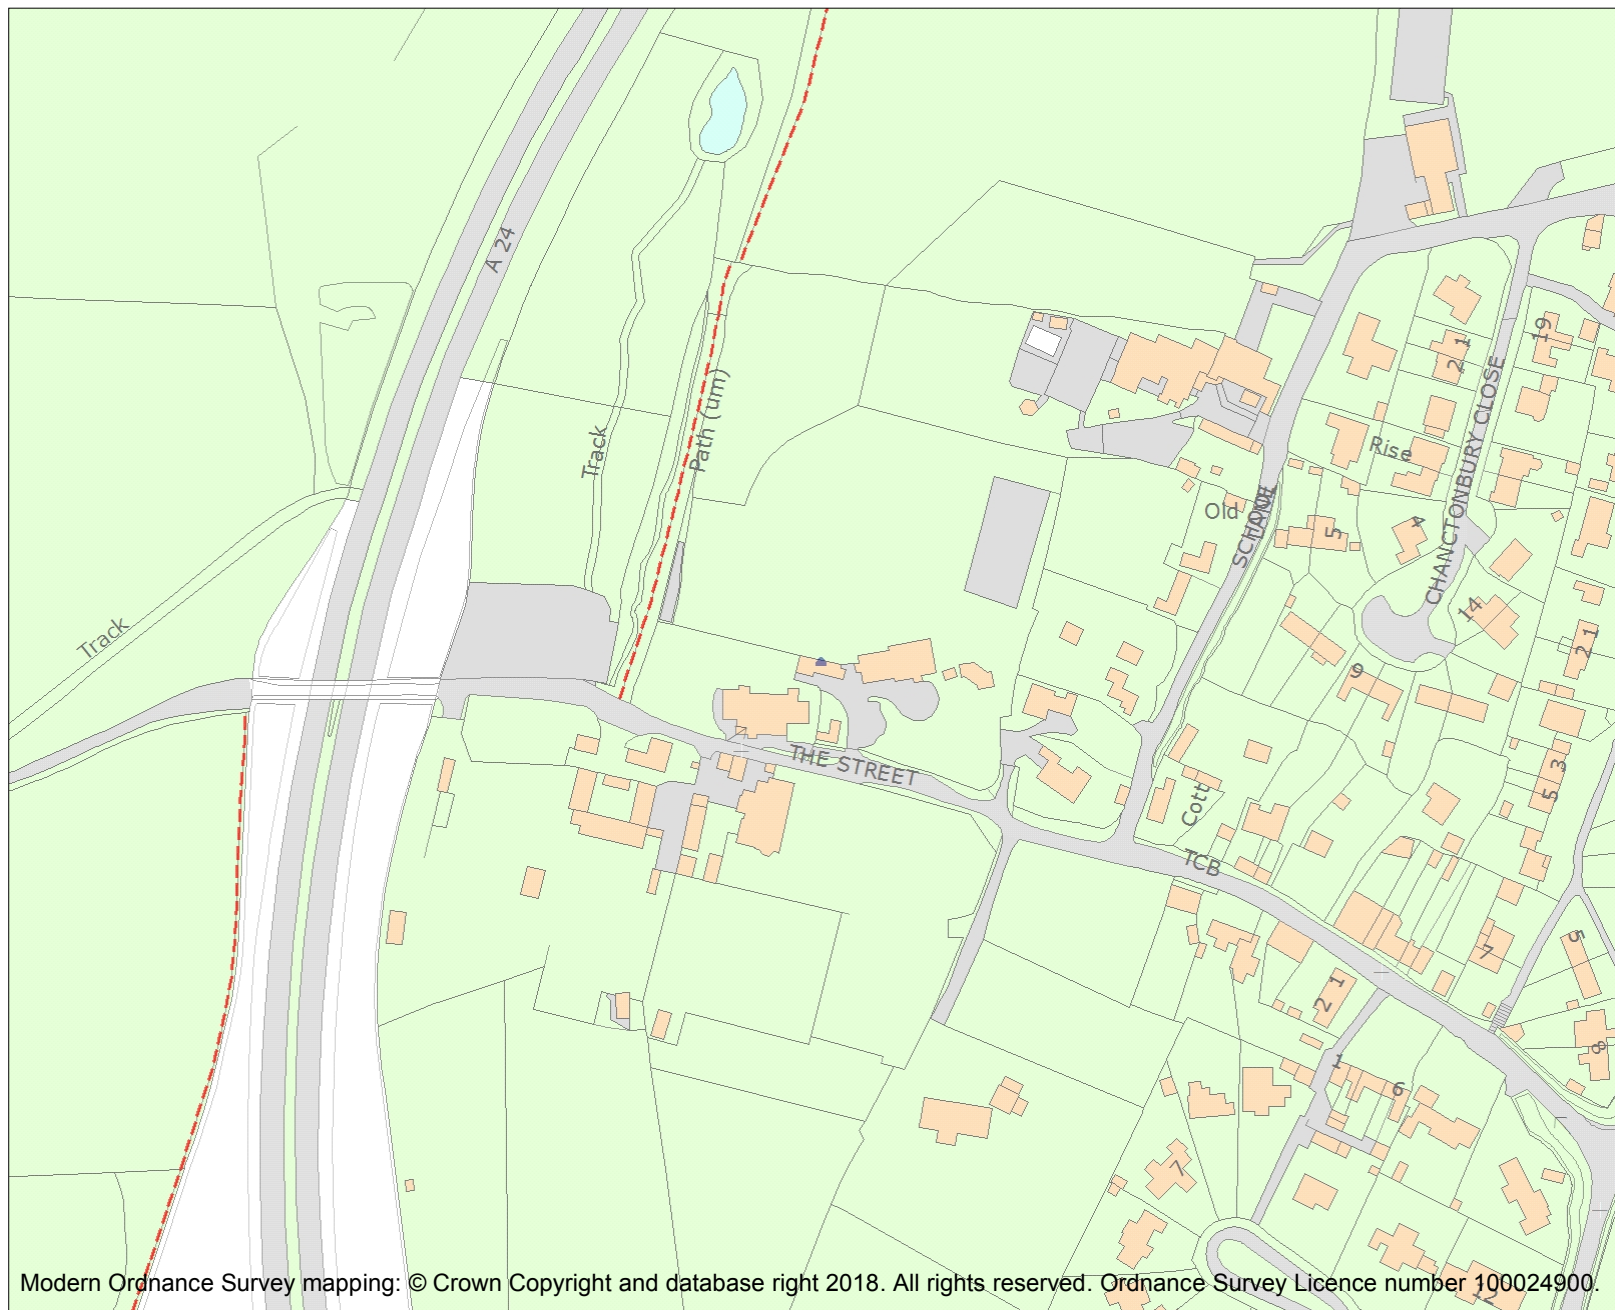 A 24
19
2 1
CHANCTONBURY CLOSE
Path (um)
Track
Rise
Old
SCHOOL
LANE
5
4
14
Track
9
2 1
THE STREET
5 3
Cott
TCB
7
5
2 1
1
6
8
7
12
Modern Ordnance Survey mapping: © Crown Copyright and database right 2018. All rights reserved. Ordnance Survey Licence number 100024900.